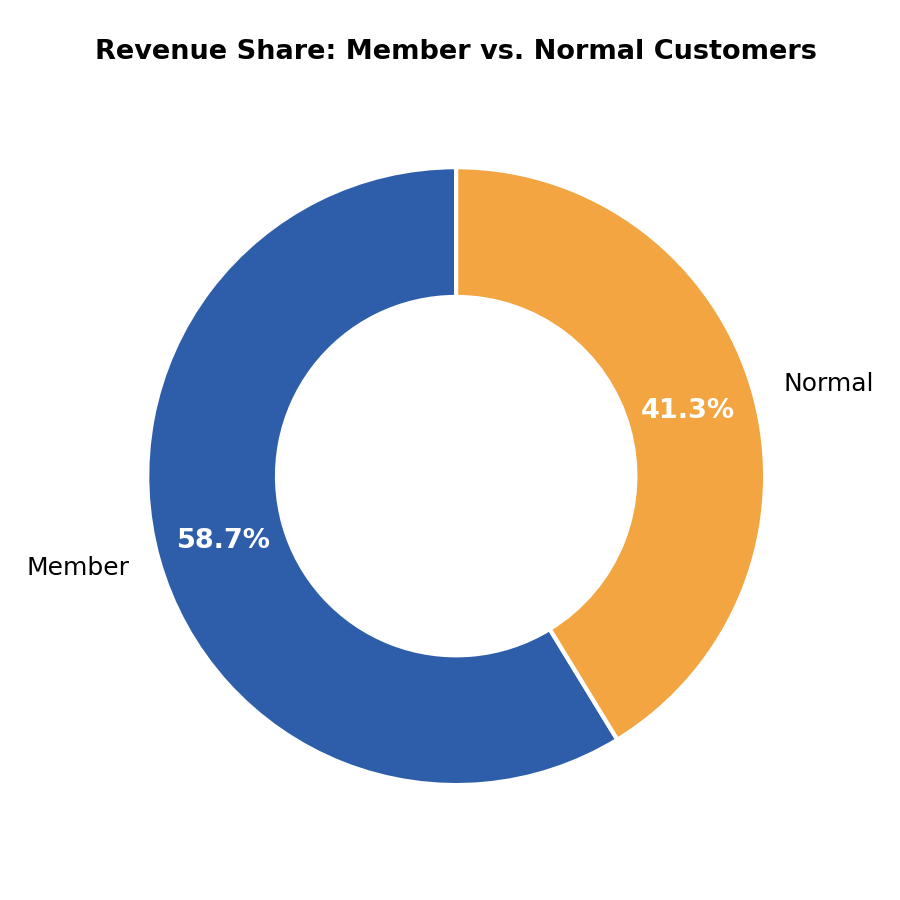 Revenue Share: Member vs. Normal Customers
Normal
41.3%
58.7%
Member